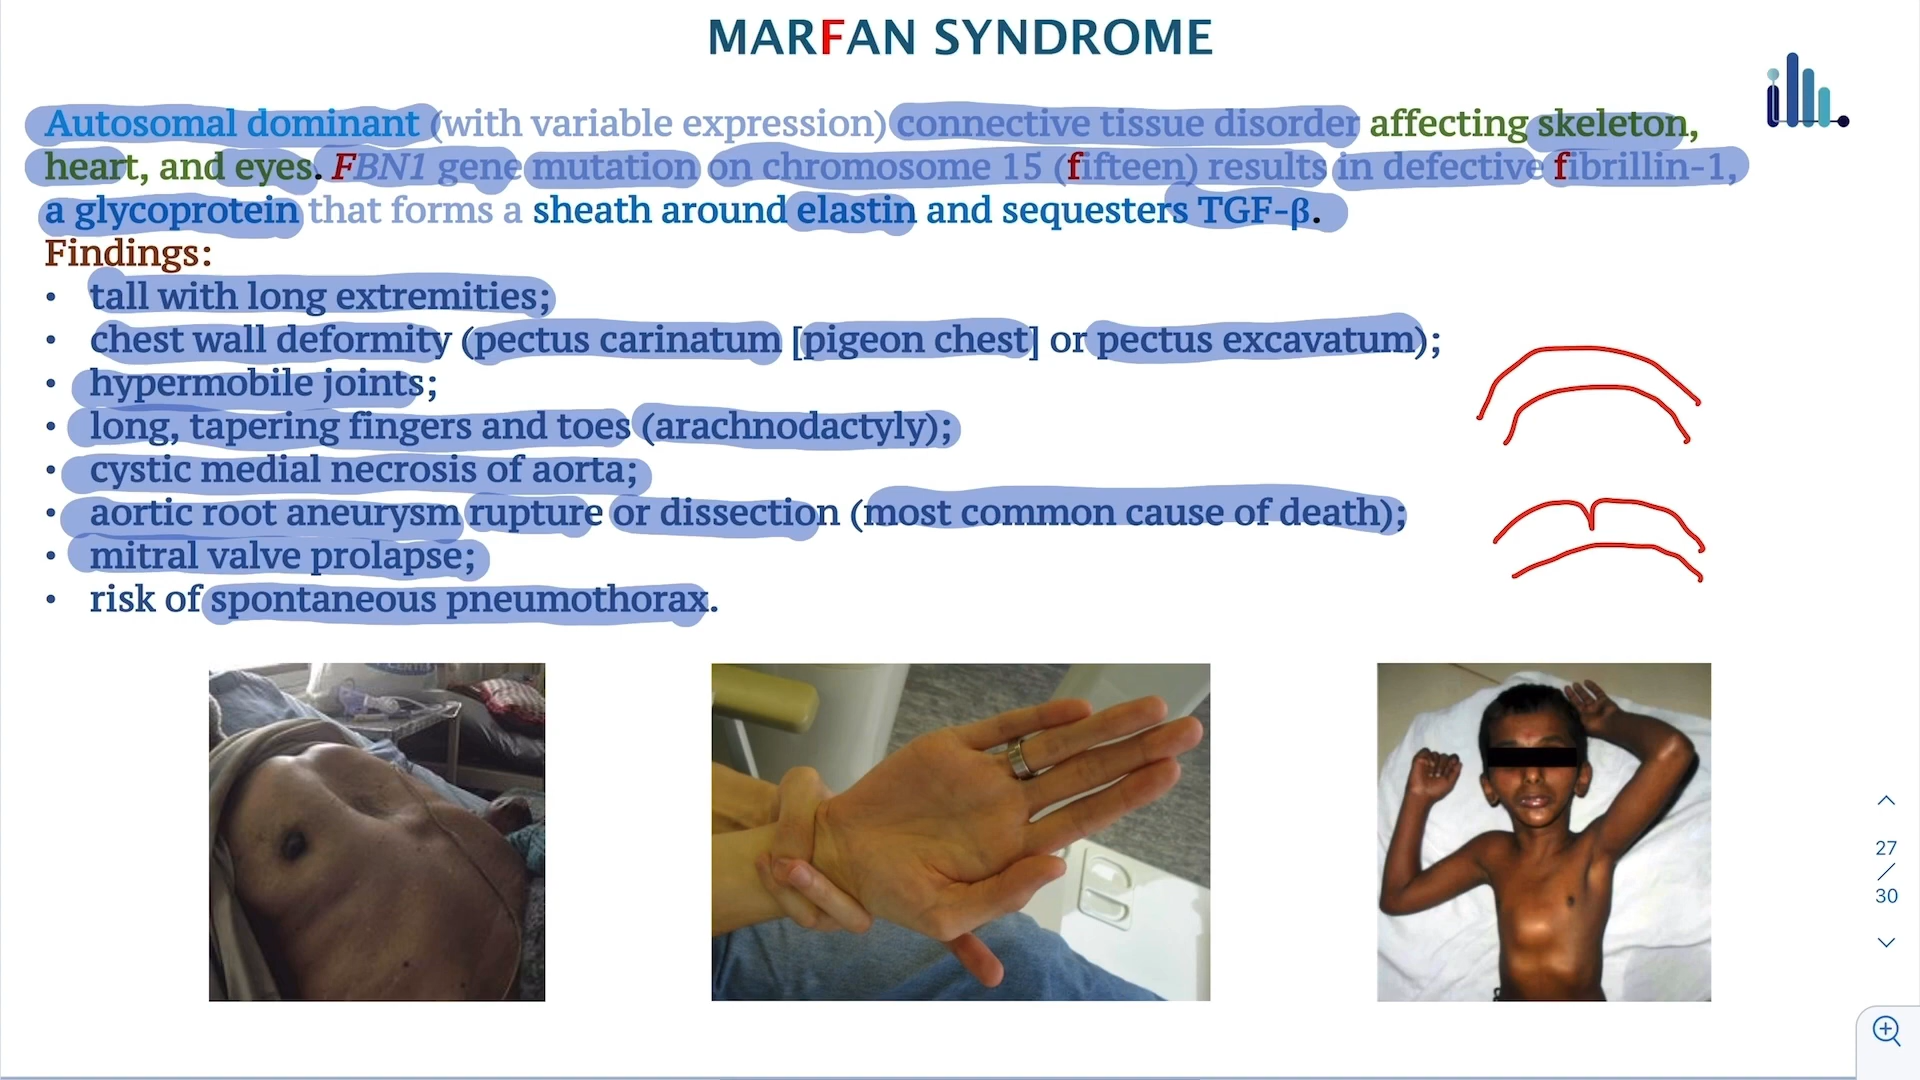 MARFAN SYNDROME
Autosomal dominant (with variable expression) connective tissue disorder affecting skeleton,
heart, and eyes. FBN1 gene mutation on chromosome 15 (fifteen) results in defective fibrillin-1,
a glycoprotein that forms a sheath around elastin and sequesters TGF-β.
Findings:
• tall with long extremities;
• chest wall deformity (pectus carinatum [pigeon chest] or pectus excavatum);
• hypermobile joints;
• long, tapering fingers and toes (arachnodactyly);
• cystic medial necrosis of aorta;
• aortic root aneurysm rupture or dissection (most common cause of death);
• mitral valve prolapse;
• risk of spontaneous pneumothorax.
27
/
30